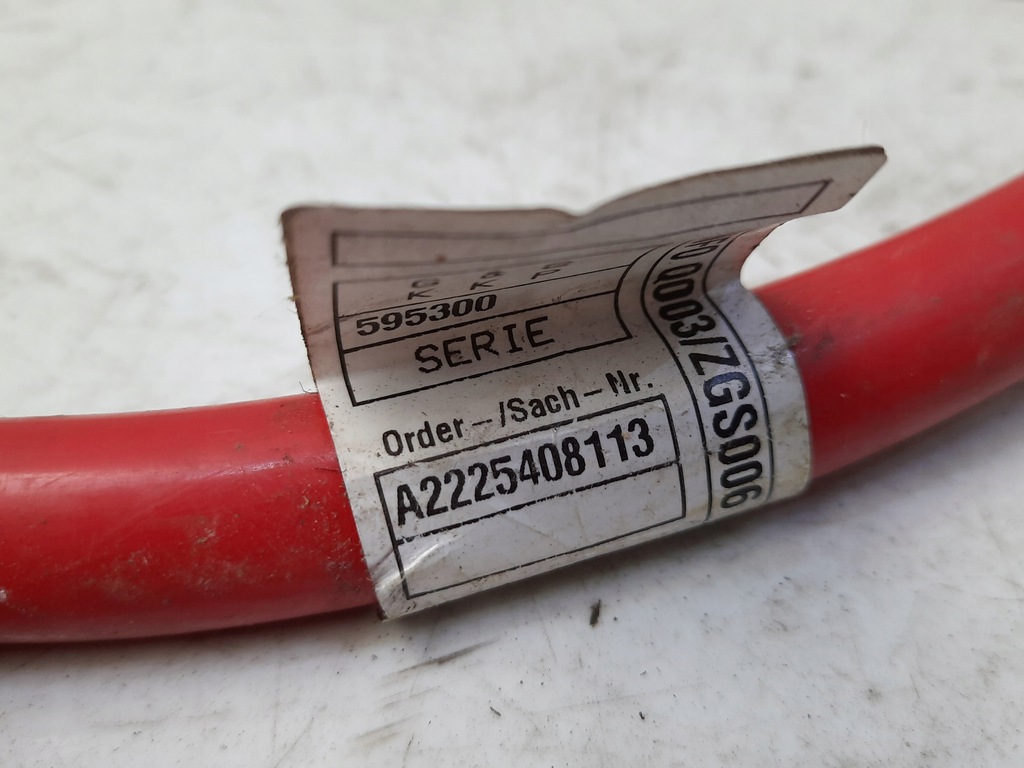 595300
SERIE
Order-/Sach-Nr.
A2225408113
0003/ZGS006